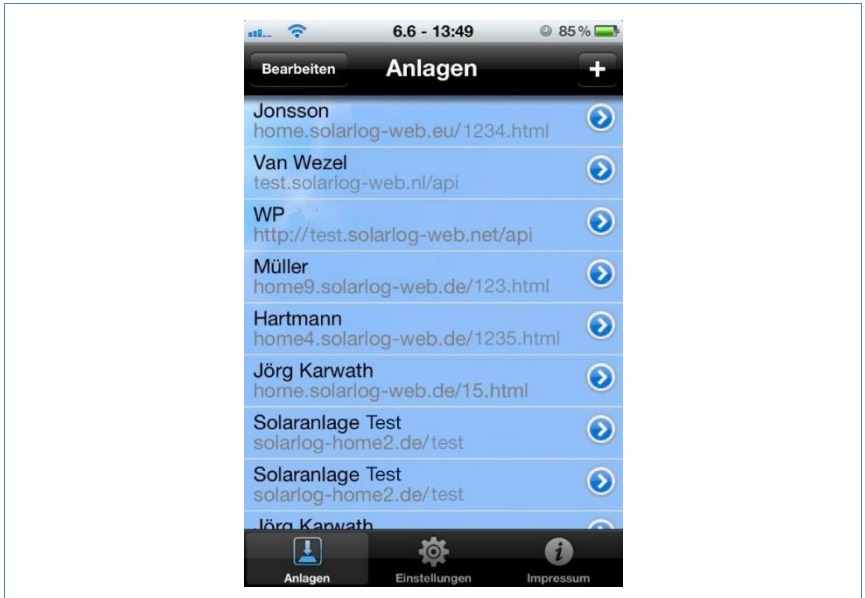 6.6 - 13:49 85 %
Bearbeiten Anlagen +
Jonsson
home.solarlog-web.eu/1234.html
Van Wezel
test.solarlog-web.nl/api
WP
http://test.solarlog-web.net/api
Müller
home9.solarlog-web.de/123.html
Hartmann
home4.solarlog-web.de/1235.html
Jörg Karwath
home.solarlog-web.de/15.html
Solaranlage Test
solarlog-home2.de/test
Solaranlage Test
solarlog-home2.de/test
Jörg Karwath
Anlagen Einstellungen Impressum